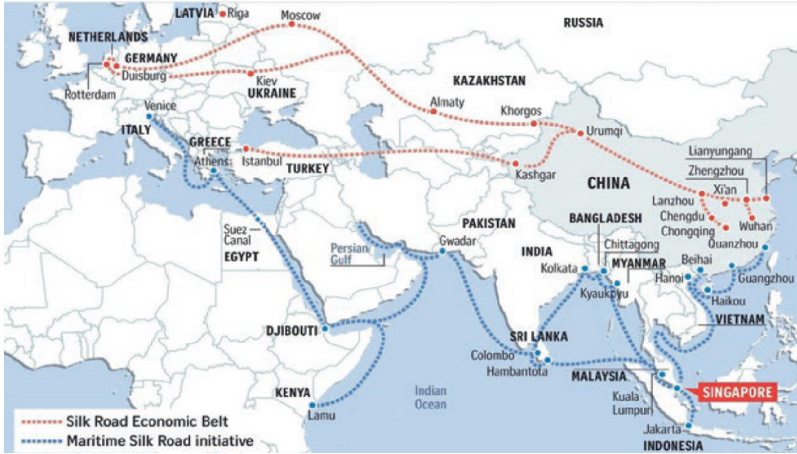 LATVIA
Riga
Moscow
RUSSIA
NETHERLANDS
GERMANY
Duisburg
Rotterdam
Kiev
UKRAINE
KAZAKHSTAN
Venice
Almaty
Khorgos
ITALY
Urumqi
GREECE
Istanbul
Athens
TURKEY
Kashgar
Lianyungang
Zhengzhou
CHINA
Xi'an
Lanzhou
Chengdu
Chongqing
Wuhan
Quanzhou
Suez
Canal
EGYPT
Persian
Gulf
PAKISTAN
Gwadar
BANGLADESH
Chittagong
INDIA
Kolkata
MYANMAR
Kyaukpyu
Beihai
Hanoi
Guangzhou
Haikou
VIETNAM
DJIBOUTI
SRI LANKA
Colombo
Hambantota
MALAYSIA
Kuala
Lumpur
SINGAPORE
KENYA
Lamu
Indian
Ocean
Jakarta
INDONESIA
Silk Road Economic Belt
Maritime Silk Road initiative